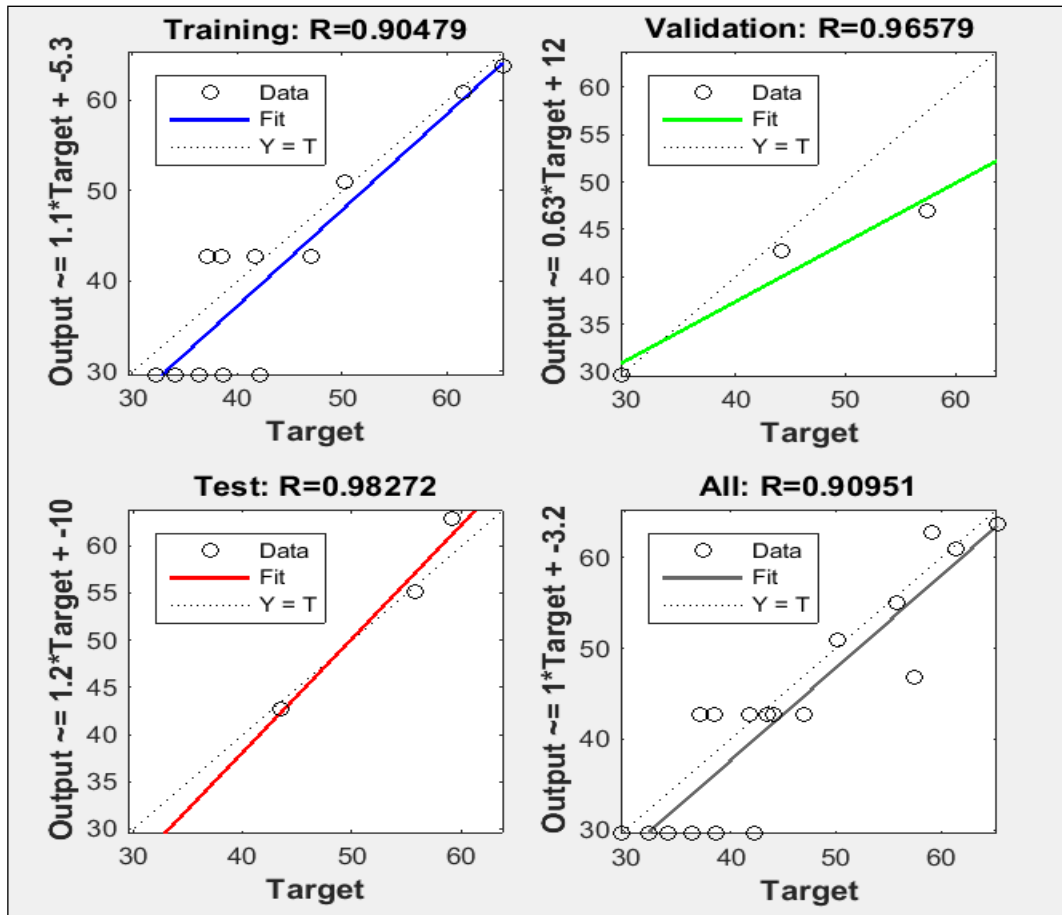 Training: R=0.90479
Output ~= 1.1*Target + -5.3
Data
Fit
Y = T
60
50
40
30
30 40 50 60
Target
Validation: R=0.96579
Output ~= 0.63*Target + 12
Data
Fit
Y = T
60
55
50
45
40
35
30
30 40 50 60
Target
Test: R=0.98272
Output ~= 1.2*Target + -10
Data
Fit
Y = T
60
55
50
45
40
35
30
30 40 50 60
Target
All: R=0.90951
Output ~= 1*Target + -3.2
Data
Fit
Y = T
60
50
40
30
30 40 50 60
Target